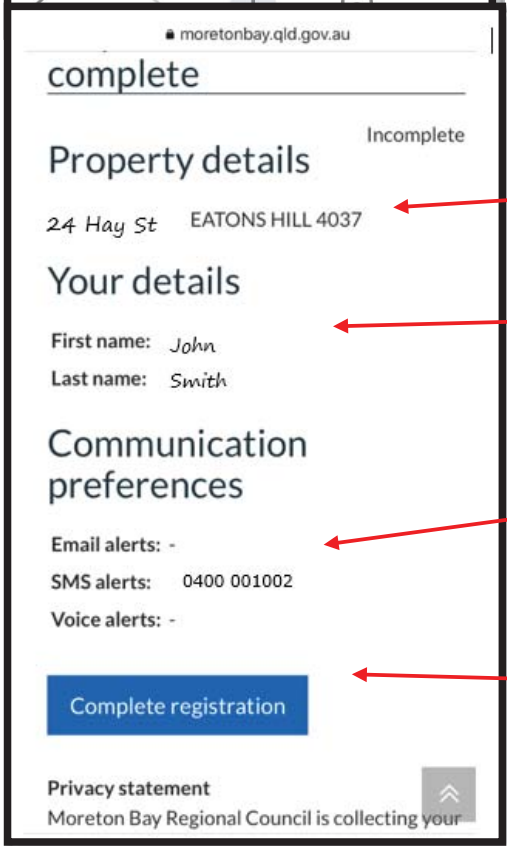 moretonbay.qld.gov.au
complete
Incomplete
Property details
24 Hay St EATONS HILL 4037
Your details
First name: John
Last name: Smith
Communication
preferences
Email alerts: -
SMS alerts: 0400 001002
Voice alerts: -
Complete registration
Privacy statement
Moreton Bay Regional Council is collecting your